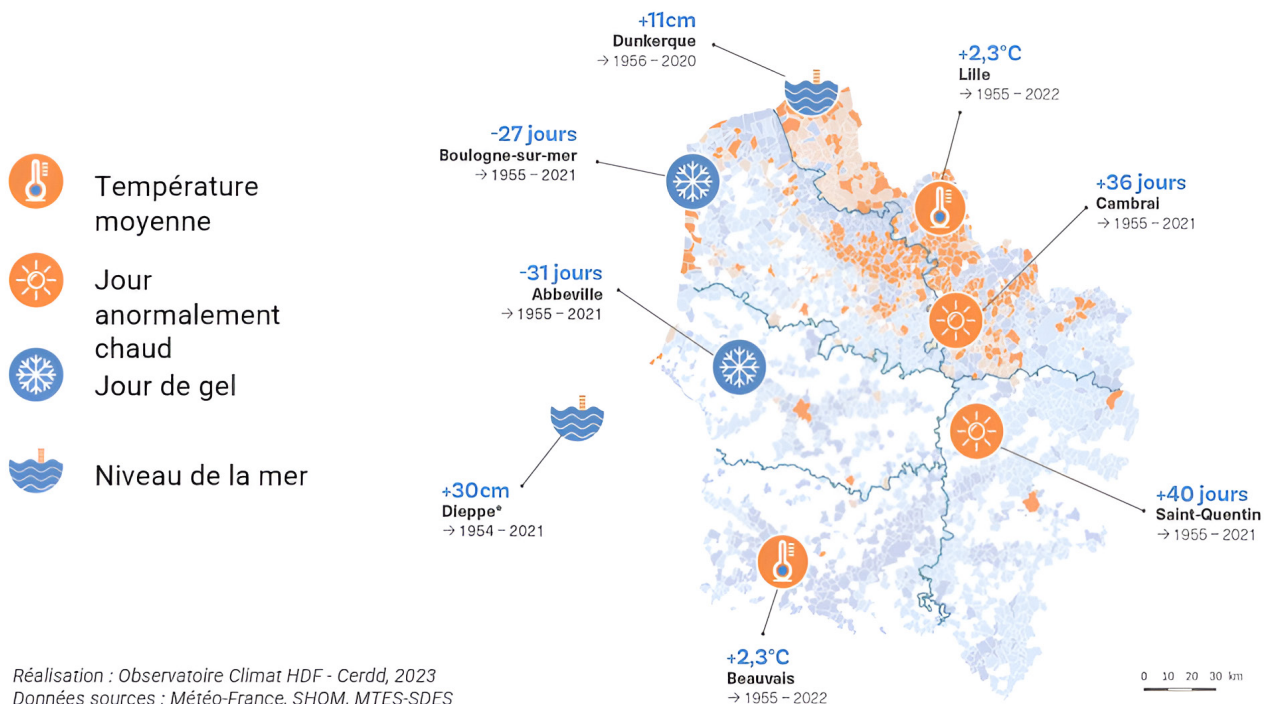 +11cm
Dunkerque
→ 1956 – 2020
+2,3°C
Lille
→ 1955 – 2022
-27 jours
Boulogne-sur-mer
→ 1955 – 2021
+36 jours
Cambrai
→ 1955 – 2021
-31 jours
Abbeville
→ 1955 – 2021
+30cm
Dieppe*
→ 1954 – 2021
+40 jours
Saint-Quentin
→ 1955 – 2021
+2,3°C
Beauvais
→ 1955 – 2022
Température
moyenne
Jour
anormalement
chaud
Jour de gel
Niveau de la mer
Réalisation : Observatoire Climat HDF - Cerdd, 2023
Données sources : Météo-France, SHOM, MTES-SDES
0 10 20 30 km